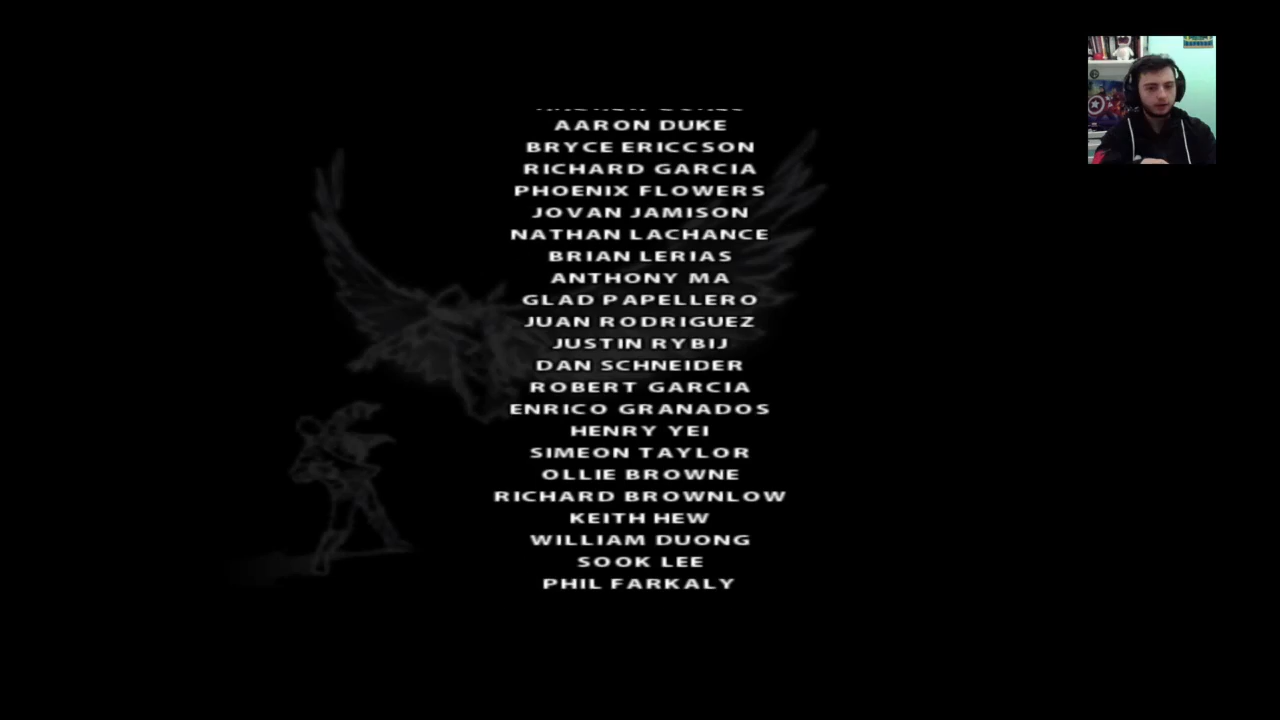 AARON DUKE
BRYCE ERICCSON
RICHARD GARCIA
PHOENIX FLOWERS
JOVAN JAMISON
NATHAN LACHANCE
BRIAN LERIAS
ANTHONY MA
GLAD PAPELLERO
JUAN RODRIGUEZ
JUSTIN RYBIJ
DAN SCHNEIDER
ROBERT GARCIA
ENRICO GRANADOS
HENRY YEI
SIMEON TAYLOR
OLLIE BROWNE
RICHARD BROWNLOW
KEITH HEW
WILLIAM DUONG
SOOK LEE
PHIL FARKALY